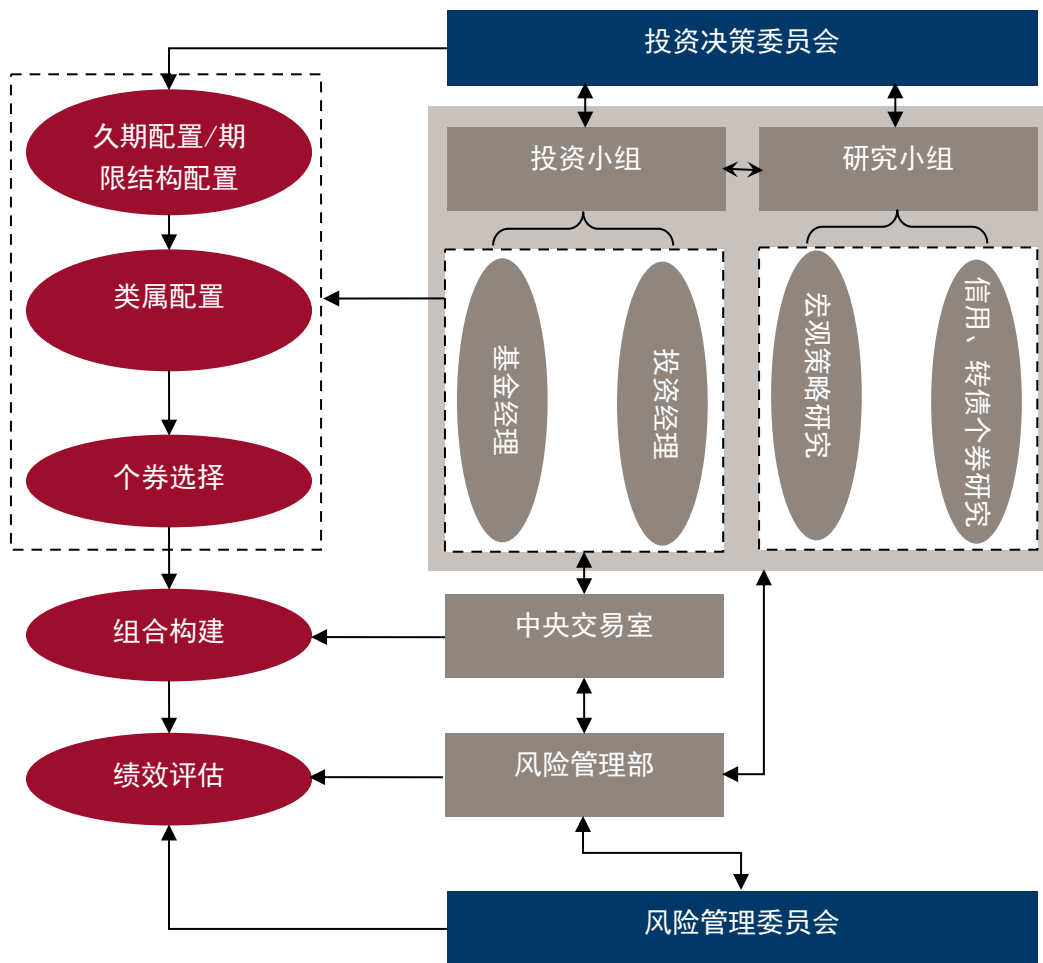 投资决策委员会
久期配置/期
限结构配置
投资小组
研究小组
类属配置
基金经理
投资经理
宏观策略研究
信用、转债个券研究
个券选择
组合构建
中央交易室
绩效评估
风险管理部
风险管理委员会